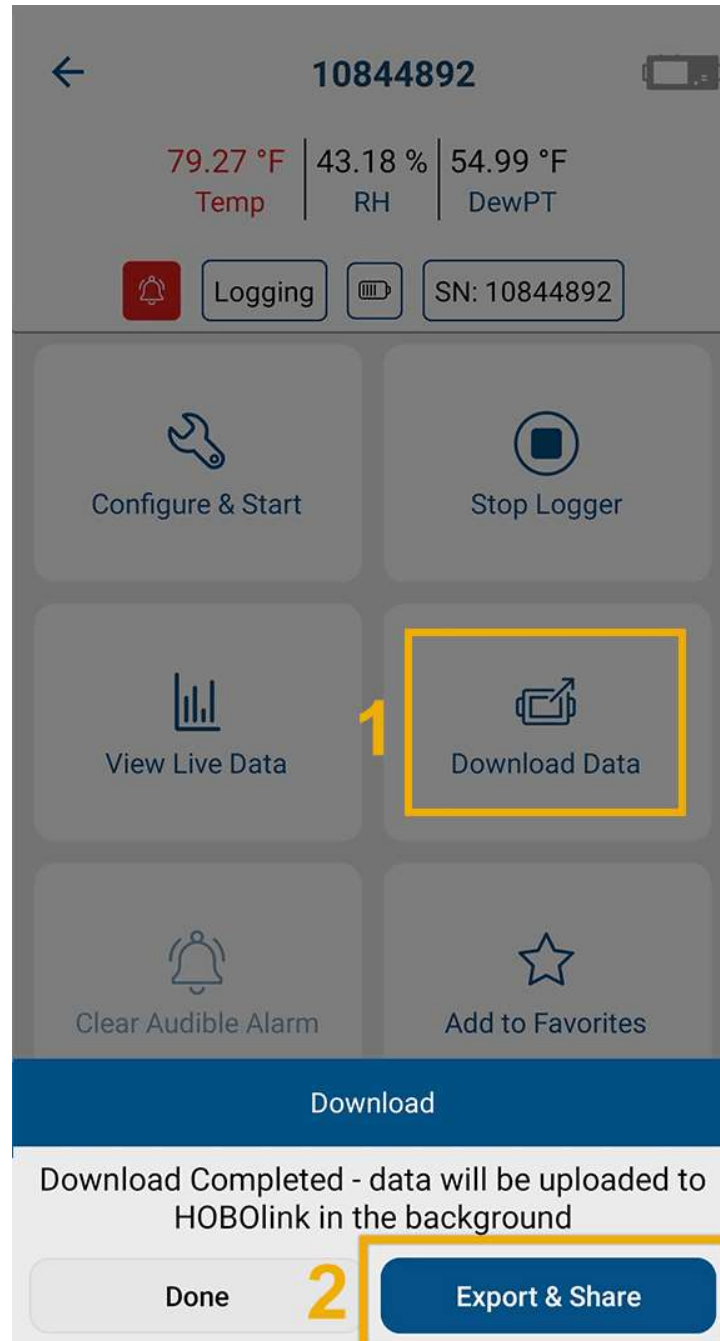 10844892
79.27 °F 43.18 % 54.99 °F
Temp RH DewPT
Logging SN: 10844892
Configure & Start Stop Logger
1
View Live Data Download Data
Clear Audible Alarm Add to Favorites
Download
Download Completed - data will be uploaded to
HOBOlink in the background
Done 2 Export & Share